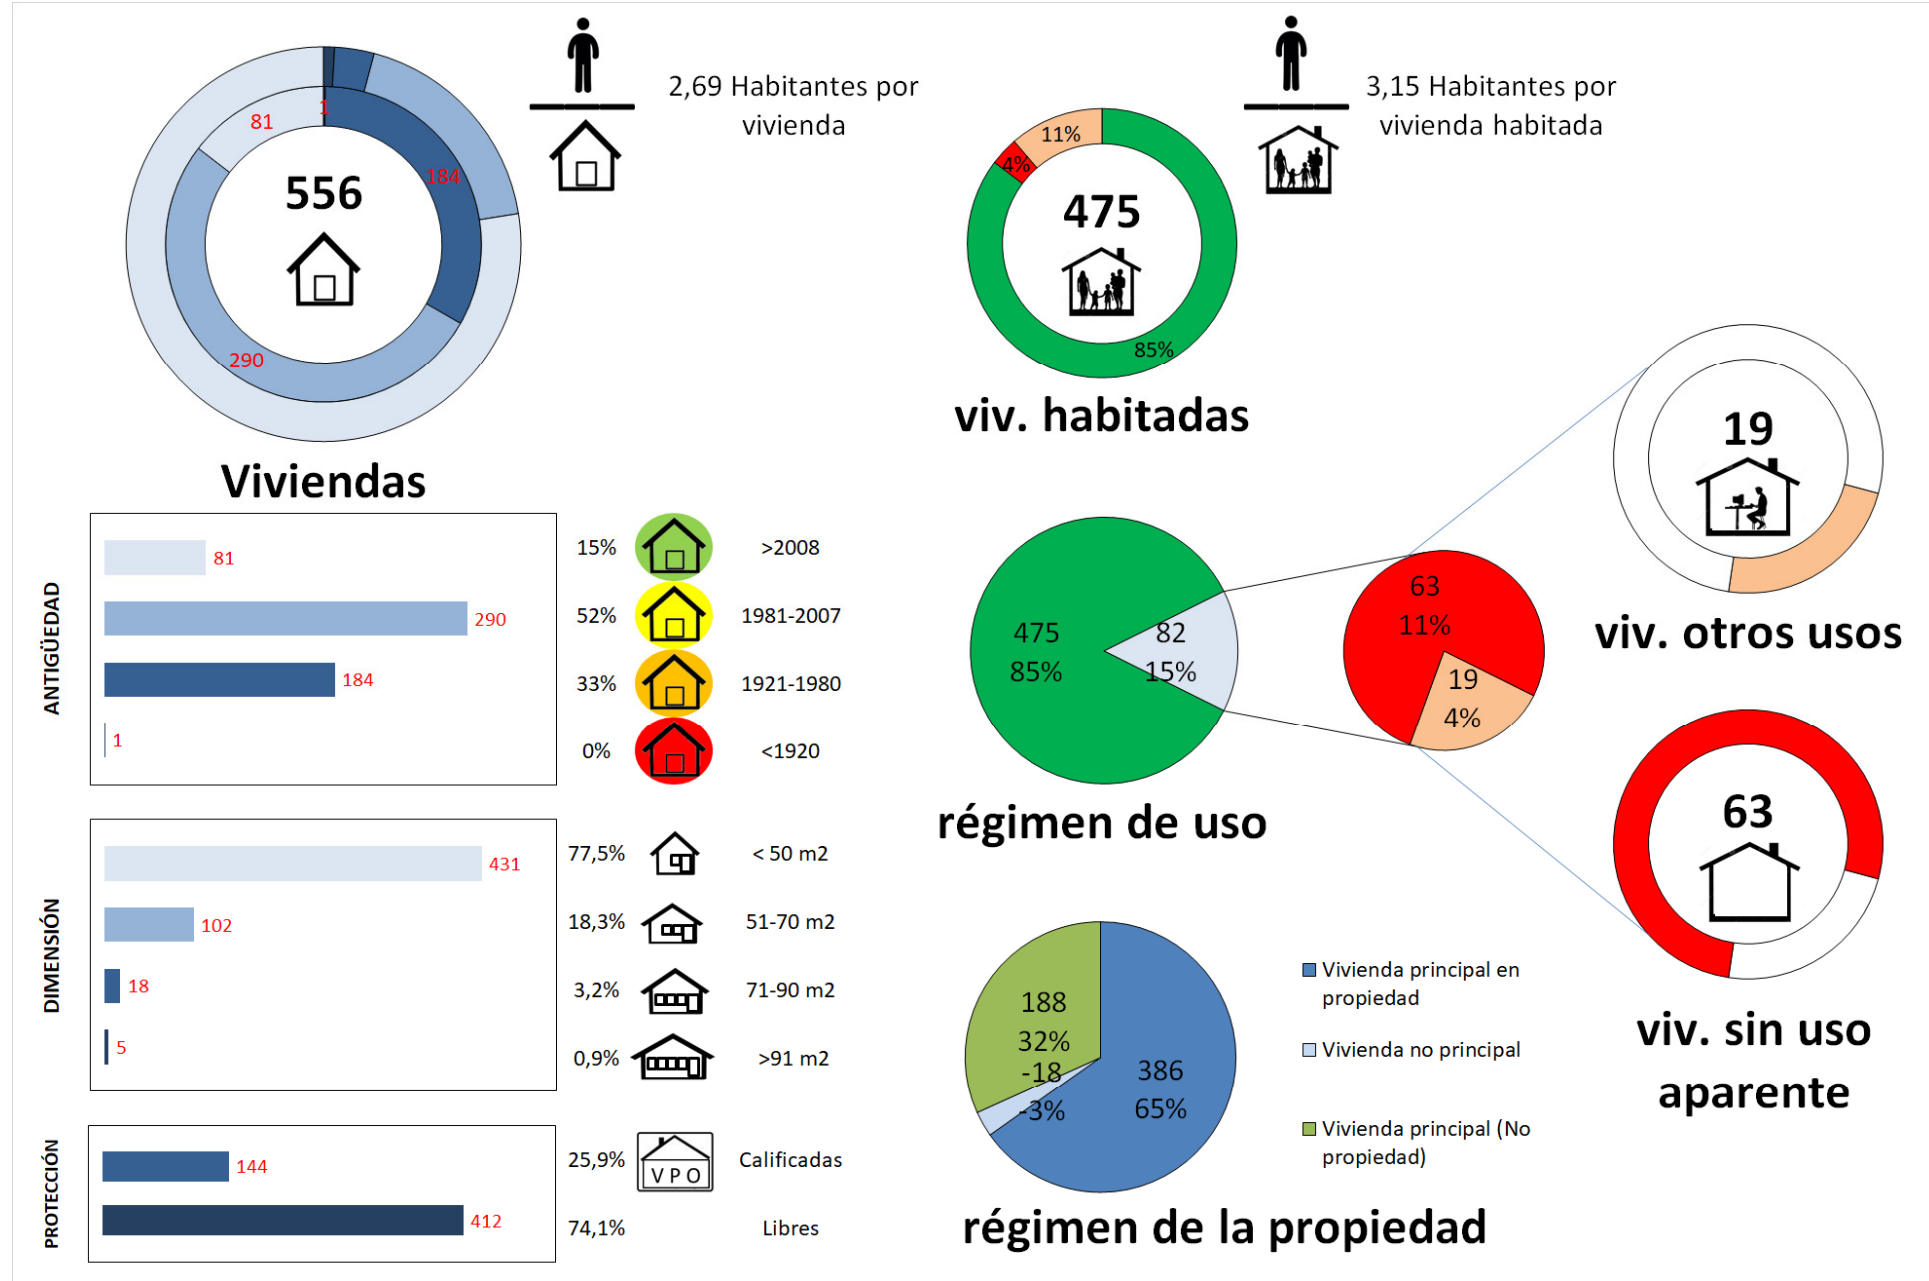 2,69 Habitantes por
vivienda
1
81
184
290
556
Viviendas
3,15 Habitantes por
vivienda habitada
11%
4%
85%
475
viv. habitadas
ANTIGÜEDAD
81
15%
>2008
290
52%
1981-2007
184
33%
1921-1980
1
0%
<1920
DIMENSIÓN
431
77,5%
< 50 m2
102
18,3%
51-70 m2
18
3,2%
71-90 m2
5
0,9%
>91 m2
PROTECCIÓN
144
25,9%
VPO
Calificadas
412
74,1%
Libres
475
85%
82
15%
63
11%
19
4%
régimen de uso
19
viv. otros usos
63
viv. sin uso
aparente
188
32%
-18
-3%
386
65%
Vivienda principal en
propiedad
Vivienda no principal
Vivienda principal (No
propiedad)
régimen de la propiedad